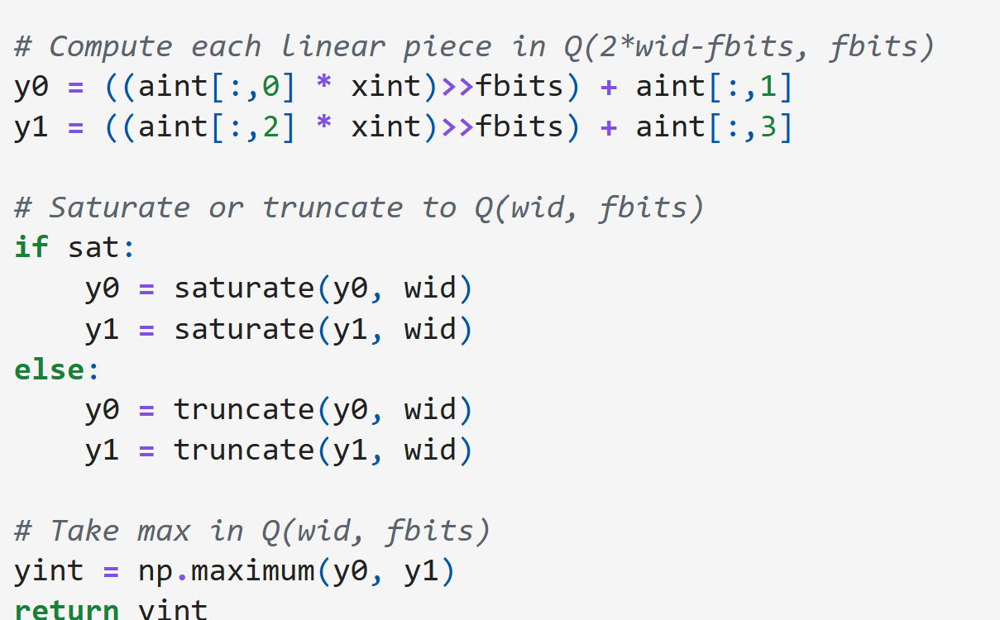 # Compute each linear piece in Q(2*wid-fbits, fbits)
y0 = ((aint[:,0] * xint)>>fbits) + aint[:,1]
y1 = ((aint[:,2] * xint)>>fbits) + aint[:,3]
# Saturate or truncate to Q(wid, fbits)
if sat:
    y0 = saturate(y0, wid)
    y1 = saturate(y1, wid)
else:
    y0 = truncate(y0, wid)
    y1 = truncate(y1, wid)
# Take max in Q(wid, fbits)
yint = np.maximum(y0, y1)
return yint